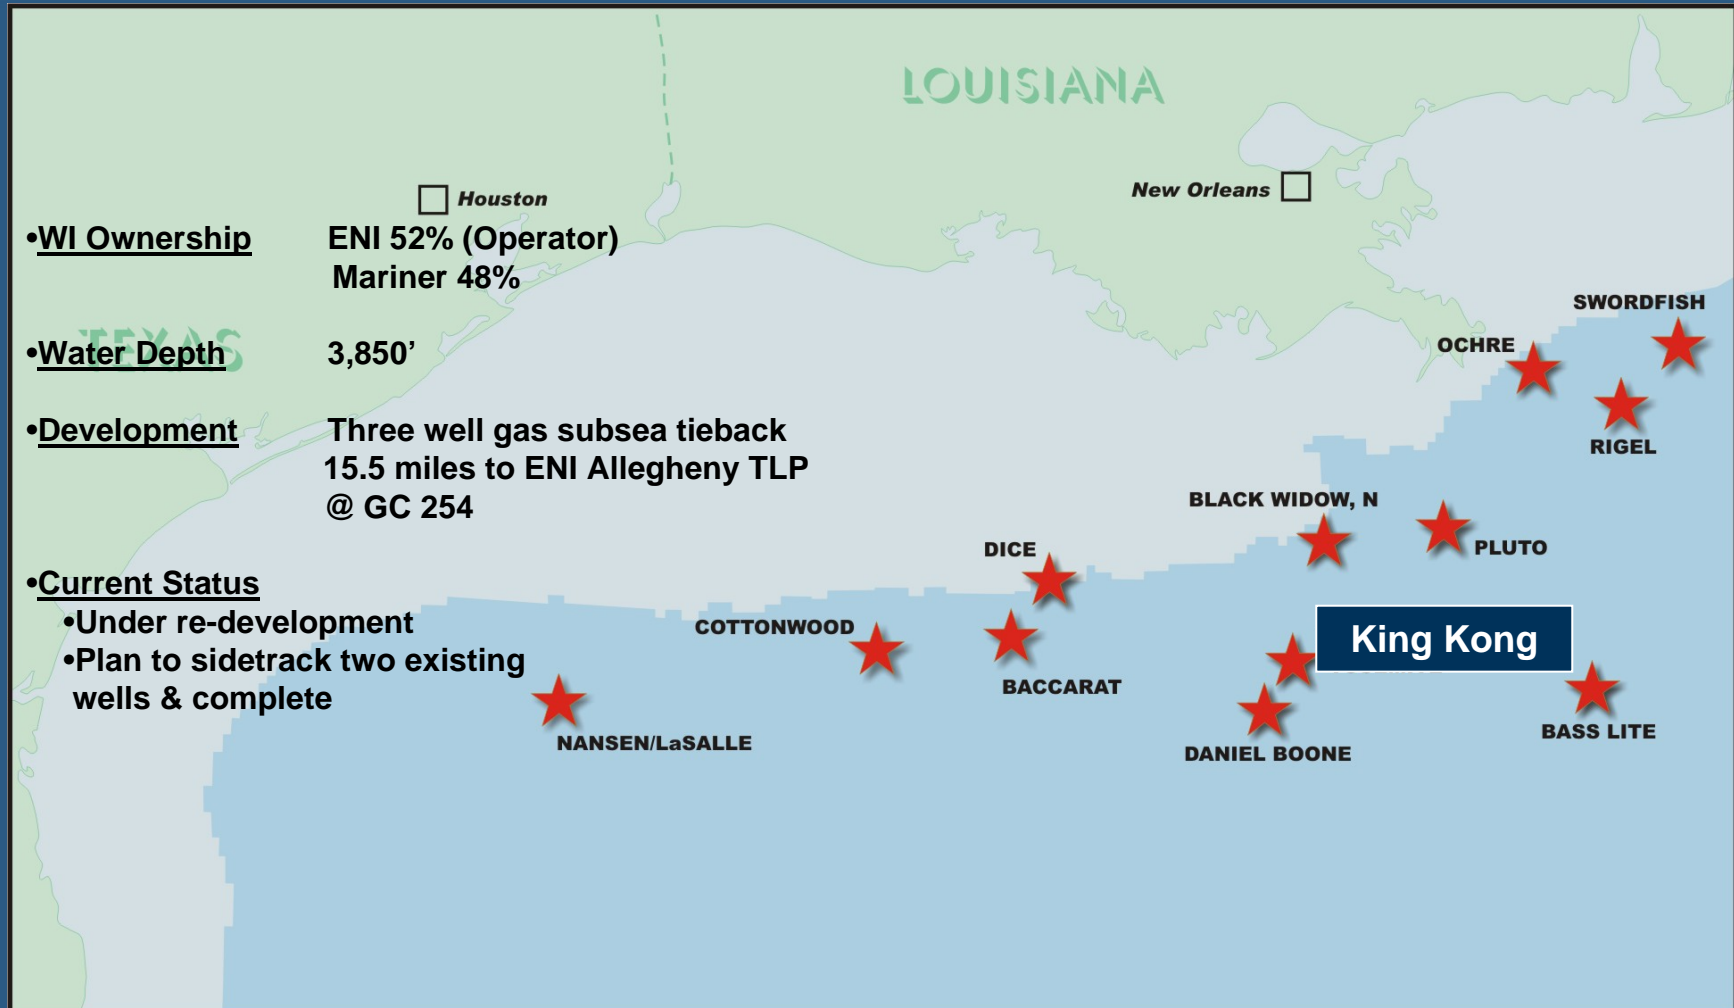 LOUISIANA
Houston
New Orleans
•WI Ownership ENI 52% (Operator)
Mariner 48%
SWORDFISH
TEXAS
•Water Depth 3,850’
OCHRE
•Development Three well gas subsea tieback
RIGEL
15.5 miles to ENI Allegheny TLP
BLACK WIDOW, N
@ GC 254
DICE
PLUTO
•Current Status
•Under re-development
COTTONWOOD
King Kong
•Plan to sidetrack two existing
BACCARAT
wells & complete
BASS LITE
NANSEN/LaSALLE
DANIEL BOONE